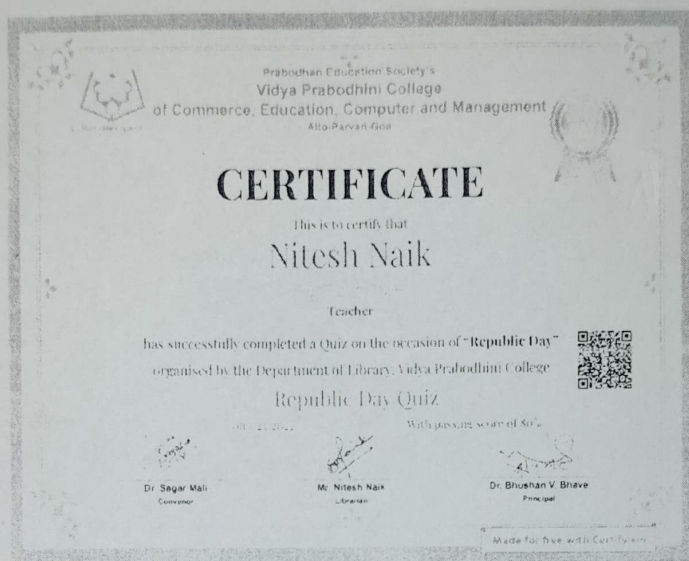 Prabodhan Education Society's
Vidya Prabodhini College
of Commerce, Education, Computer and Management
Alto-Parvari-Goa
CERTIFICATE
This is to certify that
Nitesh Naik
Teacher
has successfully completed a Quiz on the occasion of "Republic Day"
organised by the Department of Library, Vidya Prabodhini College
Republic Day Quiz
With passing score of 80%
Dr. Sagar Mali
Convenor
Mr. Nitesh Naik
Librarian
Dr. Bhushan V. Bhave
Principal
Made for free with Certify'em